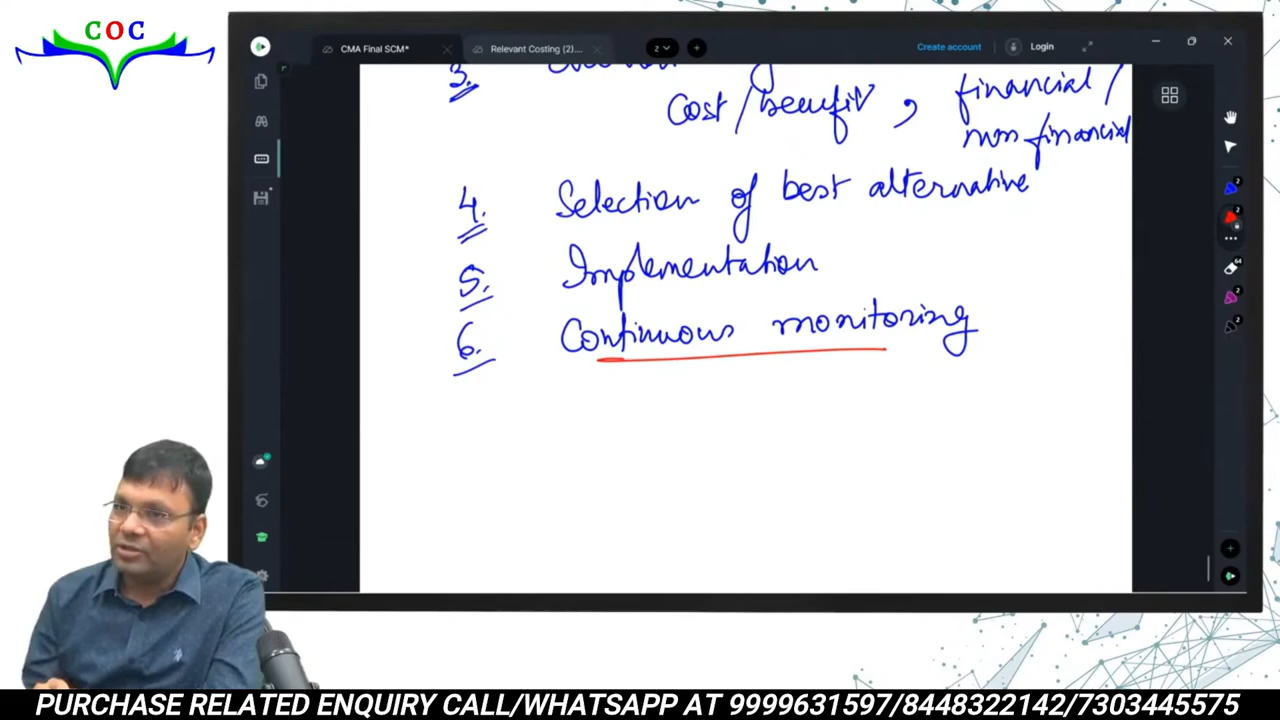 COC
CMA Final SCM*
Relevant Costing (2)....
2
Create account
Login
3.
Cost/benefit , financial/
non financial
4. Selection of best alternative
5. Implementation
6. Continuous monitoring
PURCHASE RELATED ENQUIRY CALL/WHATSAPP AT 9999631597/8448322142/7303445575